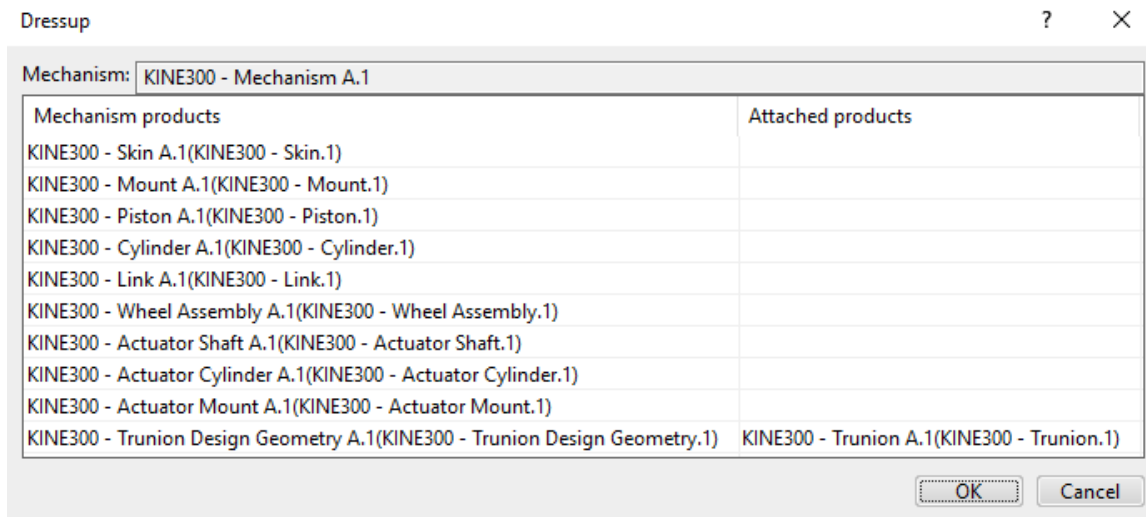 Dressup ? X
Mechanism: KINE300 - Mechanism A.1
Mechanism products Attached products
KINE300 - Skin A.1(KINE300 - Skin.1)
KINE300 - Mount A.1(KINE300 - Mount.1)
KINE300 - Piston A.1(KINE300 - Piston.1)
KINE300 - Cylinder A.1(KINE300 - Cylinder.1)
KINE300 - Link A.1(KINE300 - Link.1)
KINE300 - Wheel Assembly A.1(KINE300 - Wheel Assembly.1)
KINE300 - Actuator Shaft A.1(KINE300 - Actuator Shaft.1)
KINE300 - Actuator Cylinder A.1(KINE300 - Actuator Cylinder.1)
KINE300 - Actuator Mount A.1(KINE300 - Actuator Mount.1)
KINE300 - Trunion Design Geometry A.1(KINE300 - Trunion Design Geometry.1) KINE300 - Trunion A.1(KINE300 - Trunion.1)
OK Cancel